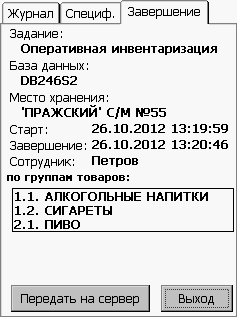 Журнал Специф. Завершение
Задание:
Оперативная инвентаризация
База данных:
DB246S2
Место хранения:
'ПРАЖСКИЙ' С/М №55
Старт: 26.10.2012 13:19:59
Завершение: 26.10.2012 13:20:46
Сотрудник: Петров
по группам товаров:
1.1. АЛКОГОЛЬНЫЕ НАПИТКИ
1.2. СИГАРЕТЫ
2.1. ПИВО
Передать на сервер Выход